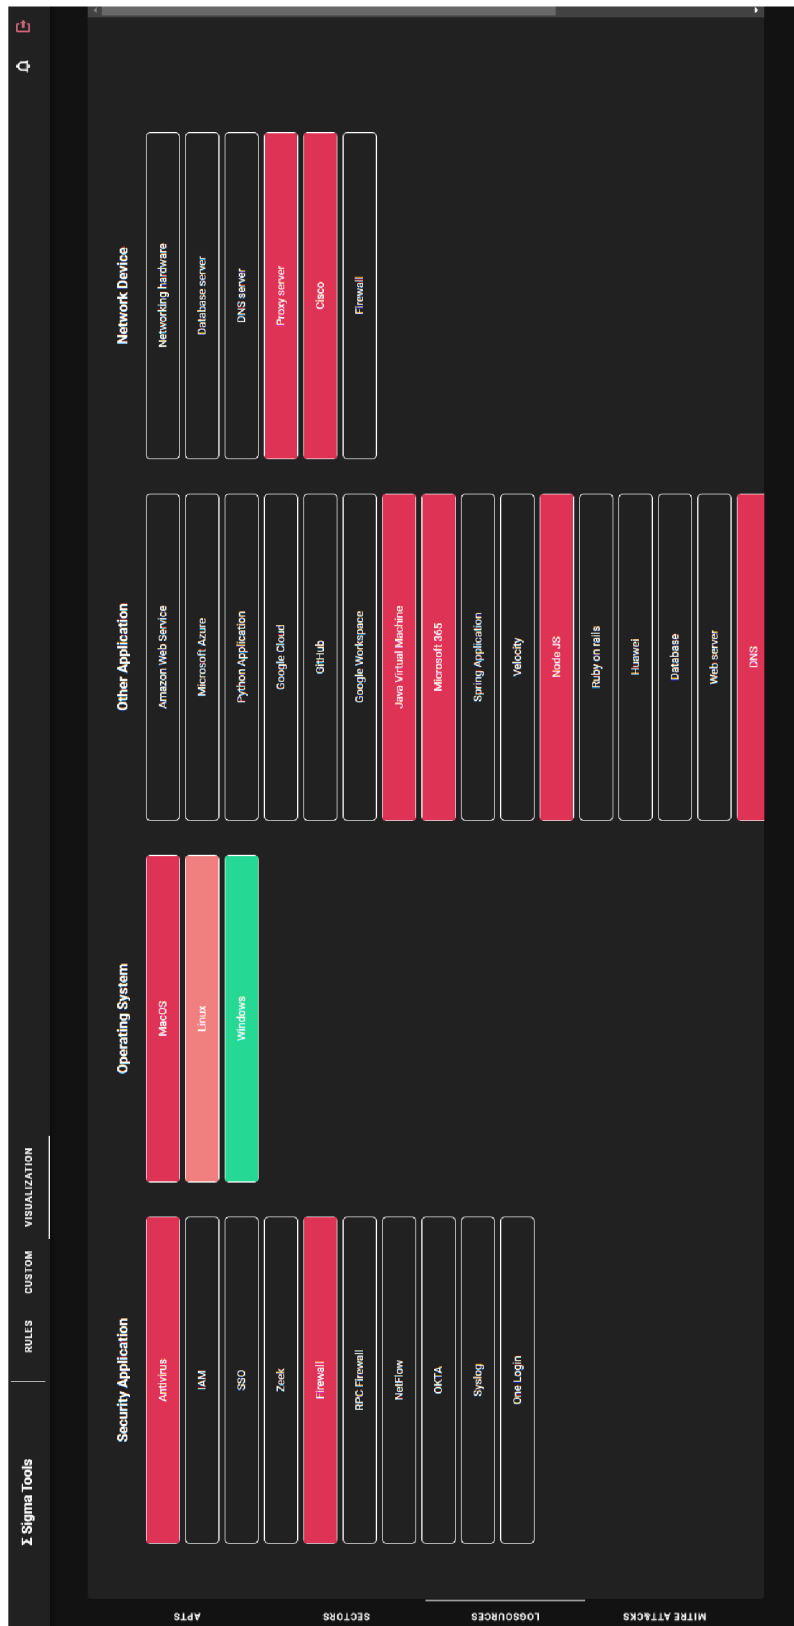 Σ Sigma Tools
RULES
CUSTOM
VISUALIZATION
APTS
SECTORS
LOGSOURCES
MITRE ATT&CKS
Security Application
Antivirus
IAM
SSO
Zeek
Firewall
RPC Firewall
NetFlow
OKTA
Syslog
One Login
Operating System
MacOS
Linux
Windows
Other Application
Amazon Web Service
Microsoft Azure
Python Application
Google Cloud
GitHub
Google Workspace
Java Virtual Machine
Microsoft 365
Spring Application
Velocity
Node JS
Ruby on rails
Huawei
Database
Web server
DNS
Network Device
Networking hardware
Database server
DNS server
Proxy server
Cisco
Firewall